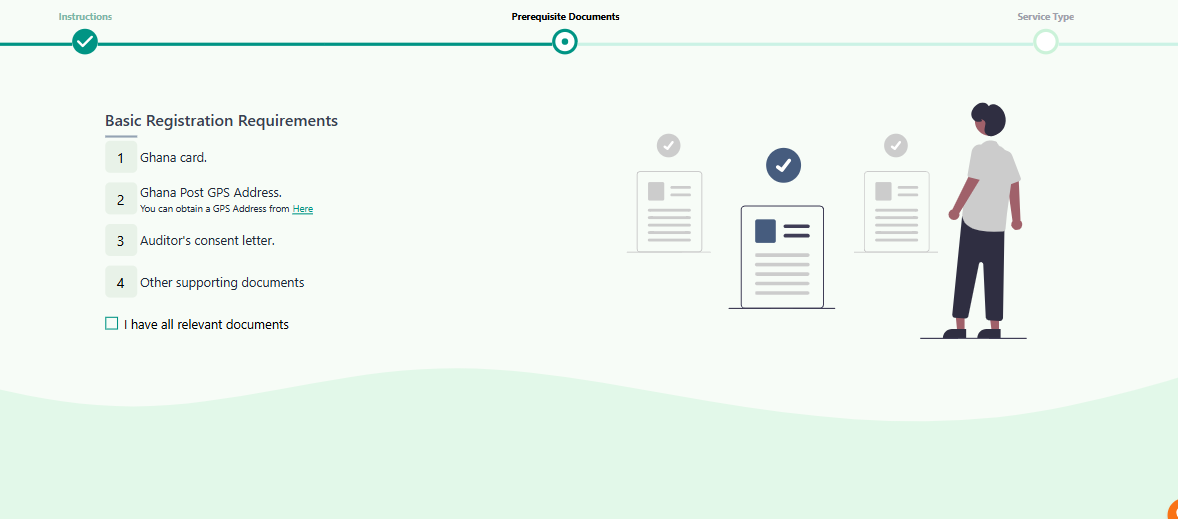 Instructions
Prerequisite Documents
Service Type
Basic Registration Requirements
1 Ghana card.
2 Ghana Post GPS Address.
You can obtain a GPS Address from Here
3 Auditor's consent letter.
4 Other supporting documents
I have all relevant documents